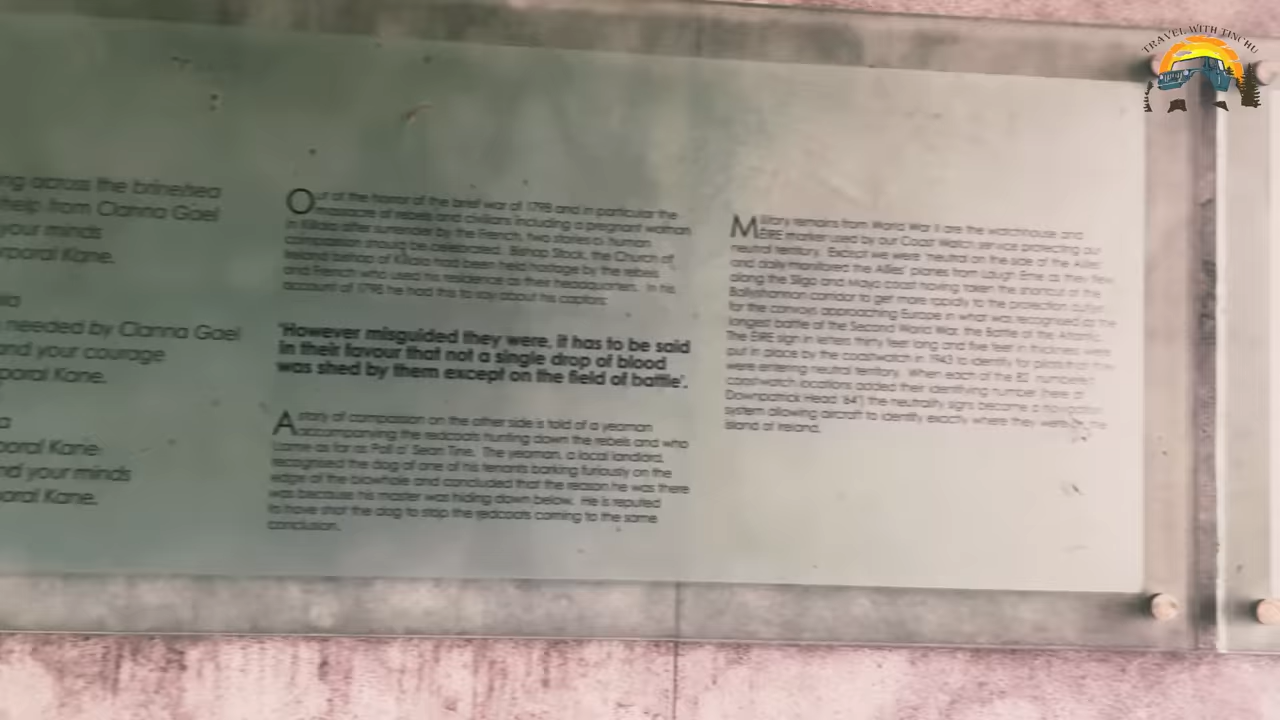 TRAVEL WITH TINCHU
ng across the brine/sea
help from Clanna Gael
your minds
rporal Kane.
needed by Clanna Gael
and your courage
poral Kane.
poral Kane
nd your minds
poral Kane.
Out of the horror of the brief war of 1798 and in particular the
massacre of rebels and civilians including a pregnant woman
in Killala after surrender by the French, two stories of human
compassion should be celebrated. Bishop Stock, the Church of
Ireland bishop of Killala had been held hostage by the rebels
and French who used his residence as their headquarters. In his
account of 1798 he had this to say about his captors:
'However misguided they were, it has to be said
in their favour that not a single drop of blood
was shed by them except on the field of battle'.
A story of compassion on the other side is told of a yeoman
accompanying the redcoats hunting down the rebels and who
came as far as Poll a' Sean Tine. The yeoman, a local landlord,
recognised the dog of one of his tenants barking furiously on the
edge of the blowhole and concluded that the reason he was there
was because his master was hiding down below. He is reputed
to have shot the dog to stop the redcoats coming to the same
conclusion.
Military remains from World War II are the watchhouse and
EIRE marker used by our Coast Watch service protecting our
neutral territory. Except we were 'neutral on the side of the Allies'
and daily monitored the Allies' planes from Lough Erne as they flew
along the Sligo and Mayo coast having taken the shortcut of the
Ballyshannon corridor to get more rapidly to the protection
for the convoys approaching Europe in what was recognised as the
longest battle of the Second World War, the Battle of the Atlantic.
The EIRE sign in letters thirty feet long and five feet in thickness were
put in place by the coastwatch in 1943 to identify for pilots that
were entering neutral territory. When each of the 82 numbered
coastwatch locations added their identifying number (here at
Downpatrick Head '64') the neutrality signs became a navigation
system allowing aircraft to identify exactly where they were
island of Ireland.